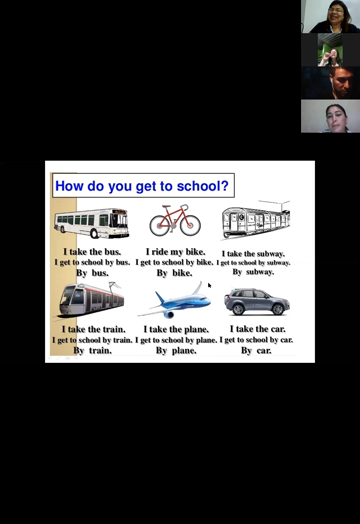 How do you get to school?
I take the bus. I ride my bike. I take the subway.
I get to school by bus. I get to school by bike. I get to school by subway.
By bus. By bike. By subway.
I take the train. I take the plane. I take the car.
I get to school by train. I get to school by plane. I get to school by car.
By train. By plane. By car.